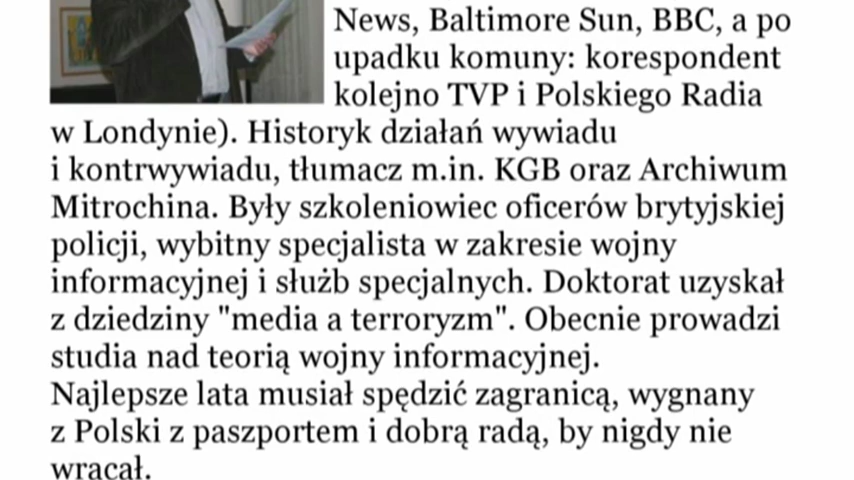 News, Baltimore Sun, BBC, a po
upadku komuny: korespondent
kolejno TVP i Polskiego Radia
w Londynie). Historyk działań wywiadu
i kontrwywiadu, tłumacz m.in. KGB oraz Archiwum
Mitrochina. Były szkoleniowiec oficerów brytyjskiej
policji, wybitny specjalista w zakresie wojny
informacyjnej i służb specjalnych. Doktorat uzyskał
z dziedziny "media a terroryzm". Obecnie prowadzi
studia nad teorią wojny informacyjnej.
Najlepsze lata musiał spędzić zagranicą, wygnany
z Polski z paszportem i dobrą radą, by nigdy nie
wracał.